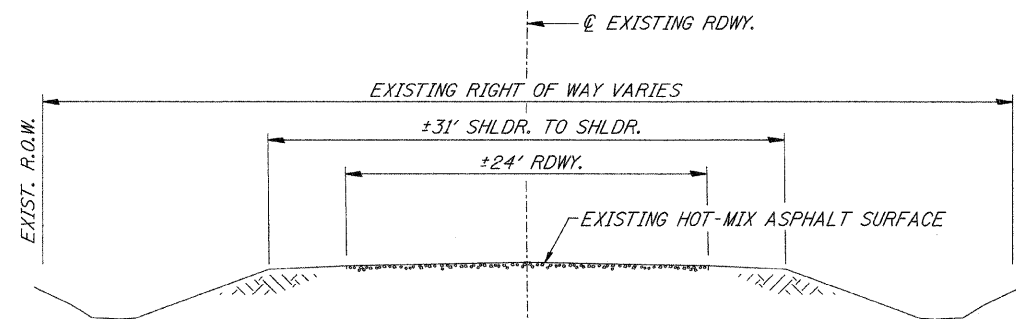 ℄ EXISTING RDWY.
EXISTING RIGHT OF WAY VARIES
±31' SHLDR. TO SHLDR.
±24' RDWY.
EXIST. R.O.W.
EXISTING HOT-MIX ASPHALT SURFACE